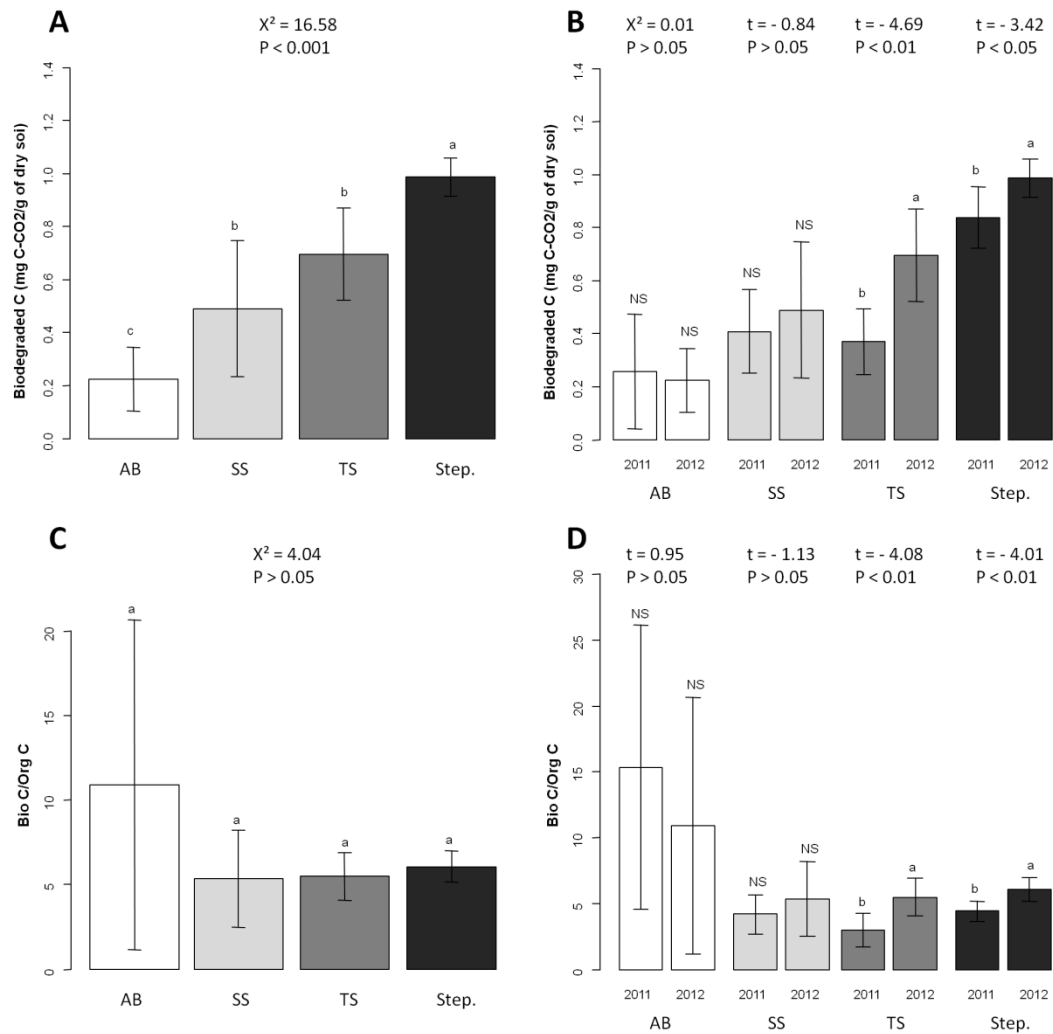 A
X² = 16.58
P < 0.001
Biodegraded C (mg C-CO2/g of dry soi)
0.0 0.2 0.4 0.6 0.8 1.0 1.2 1.4
c b b a
AB SS TS Step.
B
X² = 0.01 t = - 0.84 t = - 4.69 t = - 3.42
P > 0.05 P > 0.05 P < 0.01 P < 0.05
Biodegraded C (mg C-CO2/g of dry soi)
0.0 0.2 0.4 0.6 0.8 1.0 1.2 1.4
NS NS NS NS b a b a
2011 2012 2011 2012 2011 2012 2011 2012
AB SS TS Step.
C
X² = 4.04
P > 0.05
Bio C/Org C
0 5 10 15 20
a a a a
AB SS TS Step.
D
t = 0.95 t = - 1.13 t = - 4.08 t = - 4.01
P > 0.05 P > 0.05 P < 0.01 P < 0.01
Bio C/Org C
0 5 10 15 20 25 30
NS NS NS NS b a b a
2011 2012 2011 2012 2011 2012 2011 2012
AB SS TS Step.